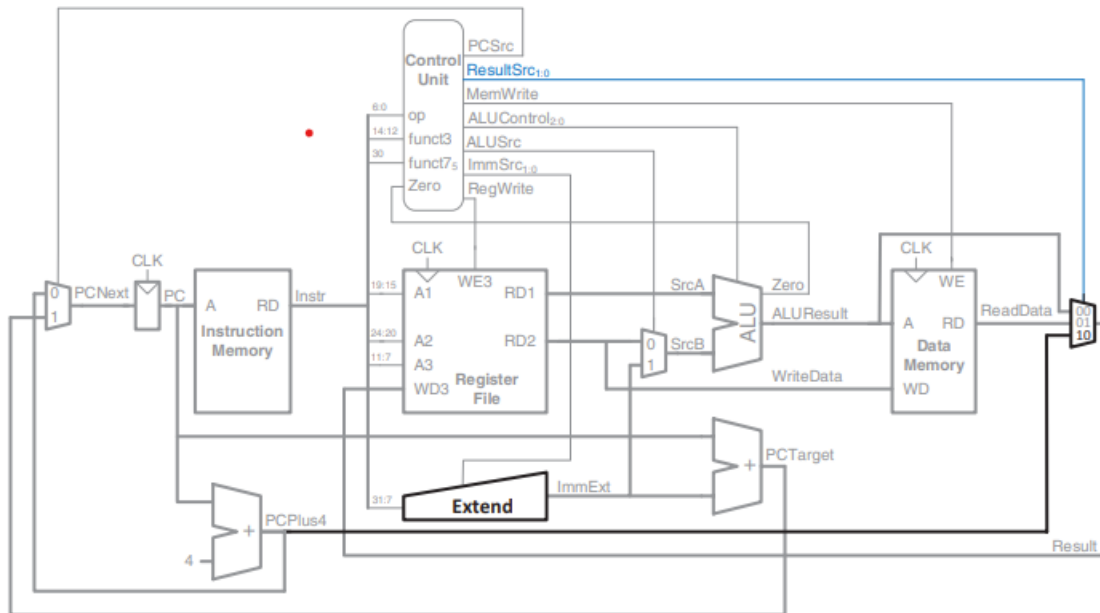 PCSrc
Control
Unit
ResultSrc1:0
MemWrite
6:0
op
ALUControl2:0
14:12
funct3
ALUSrc
30
funct75
ImmSrc1:0
Zero
RegWrite
CLK
CLK
CLK
0
1
PCNext
PC
A
RD
Instr
Instruction
Memory
19:15
A1
WE3
RD1
24:20
A2
RD2
11:7
A3
WD3
Register
File
SrcA
0
1
SrcB
ALU
Zero
ALUResult
WE
A
RD
Data
Memory
WD
ReadData
00
01
10
WriteData
+
PCTarget
31:7
Extend
ImmExt
+
PCPlus4
4
Result